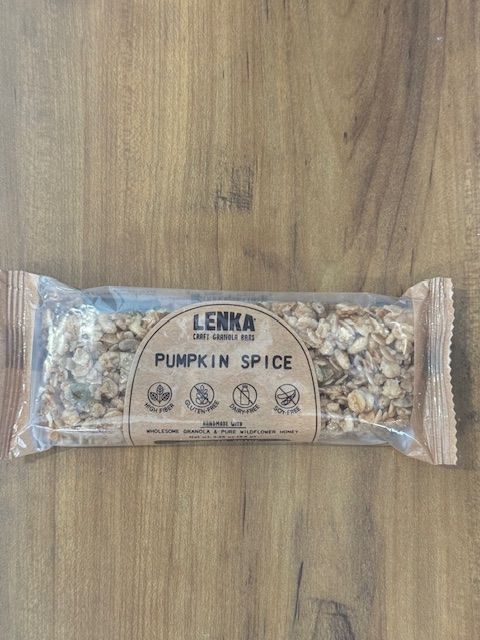 LENKA
CRAFT GRANOLA BARS
PUMPKIN SPICE
HIGH FIBER
GLUTEN-FREE
DAIRY-FREE
SOY-FREE
HANDMADE WITH
WHOLESOME GRANOLA & PURE WILDFLOWER HONEY